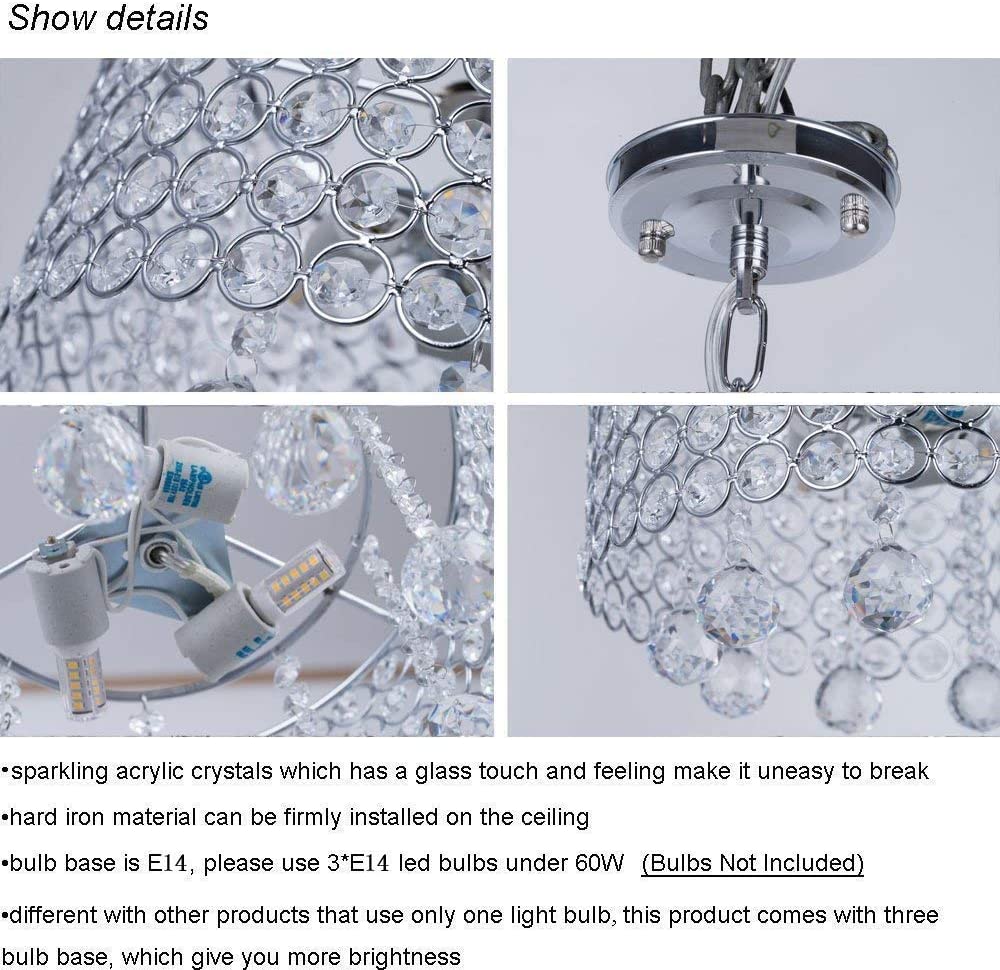 Show details
•sparkling acrylic crystals which has a glass touch and feeling make it uneasy to break
•hard iron material can be firmly installed on the ceiling
•bulb base is E14, please use 3*E14 led bulbs under 60W (Bulbs Not Included)
•different with other products that use only one light bulb, this product comes with three
bulb base, which give you more brightness